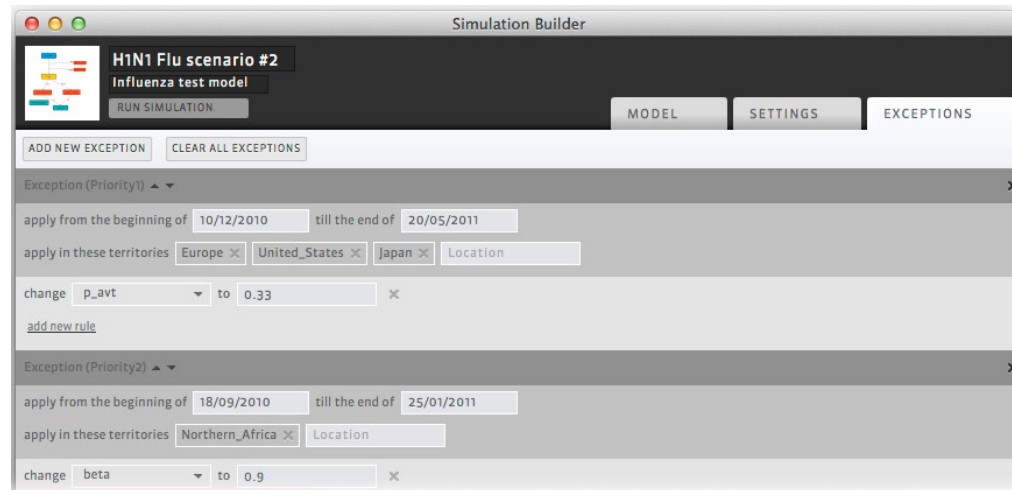 Simulation Builder
H1N1 Flu scenario #2
Influenza test model
RUN SIMULATION
MODEL SETTINGS EXCEPTIONS
ADD NEW EXCEPTION CLEAR ALL EXCEPTIONS
Exception (Priority1)
apply from the beginning of 10/12/2010 till the end of 20/05/2011
apply in these territories Europe United_States Japan Location
change p_avt to 0.33
add new rule
Exception (Priority2)
apply from the beginning of 18/09/2010 till the end of 25/01/2011
apply in these territories Northern_Africa Location
change beta to 0.9